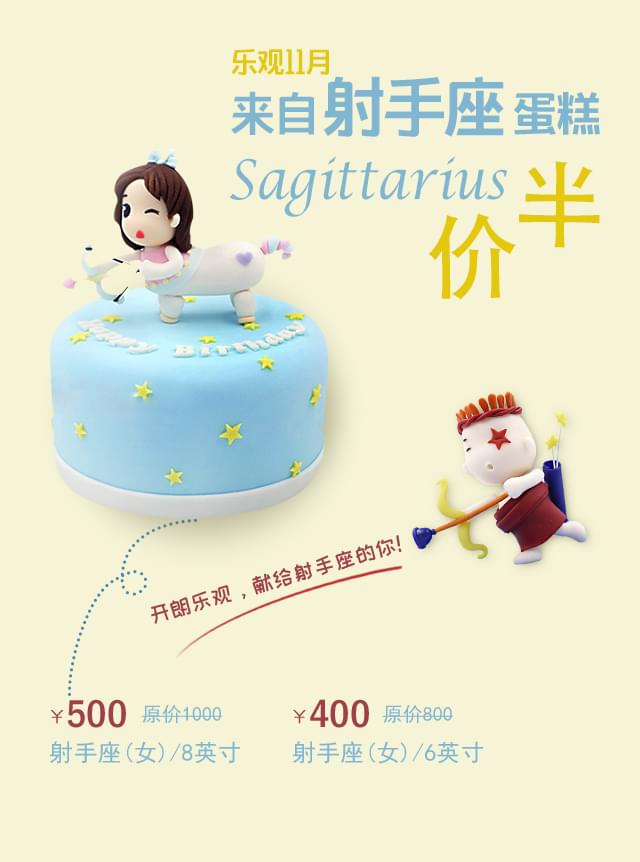 乐观11月
来自射手座蛋糕
Sagittarius
半价
Happy Birthday
开朗乐观，献给射手座的你!
¥500 原价1000
射手座(女)/8英寸
¥400 原价800
射手座(女)/6英寸